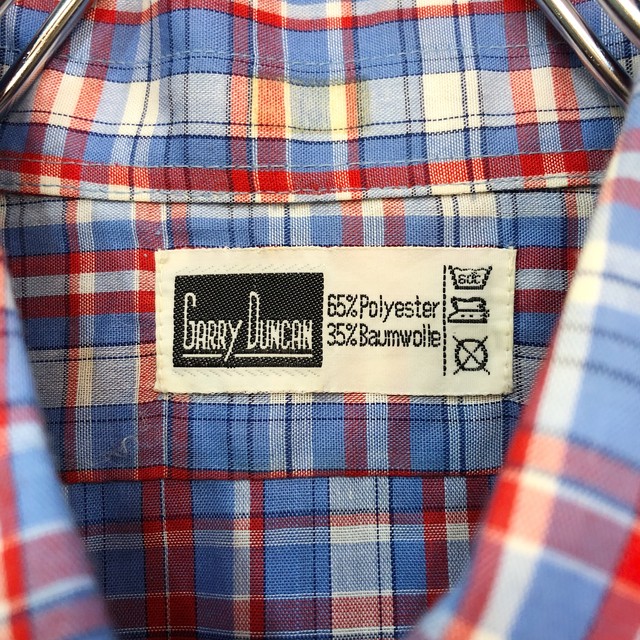 GARRY DUNCAN
65% Polyester
35% Baumwolle
60°